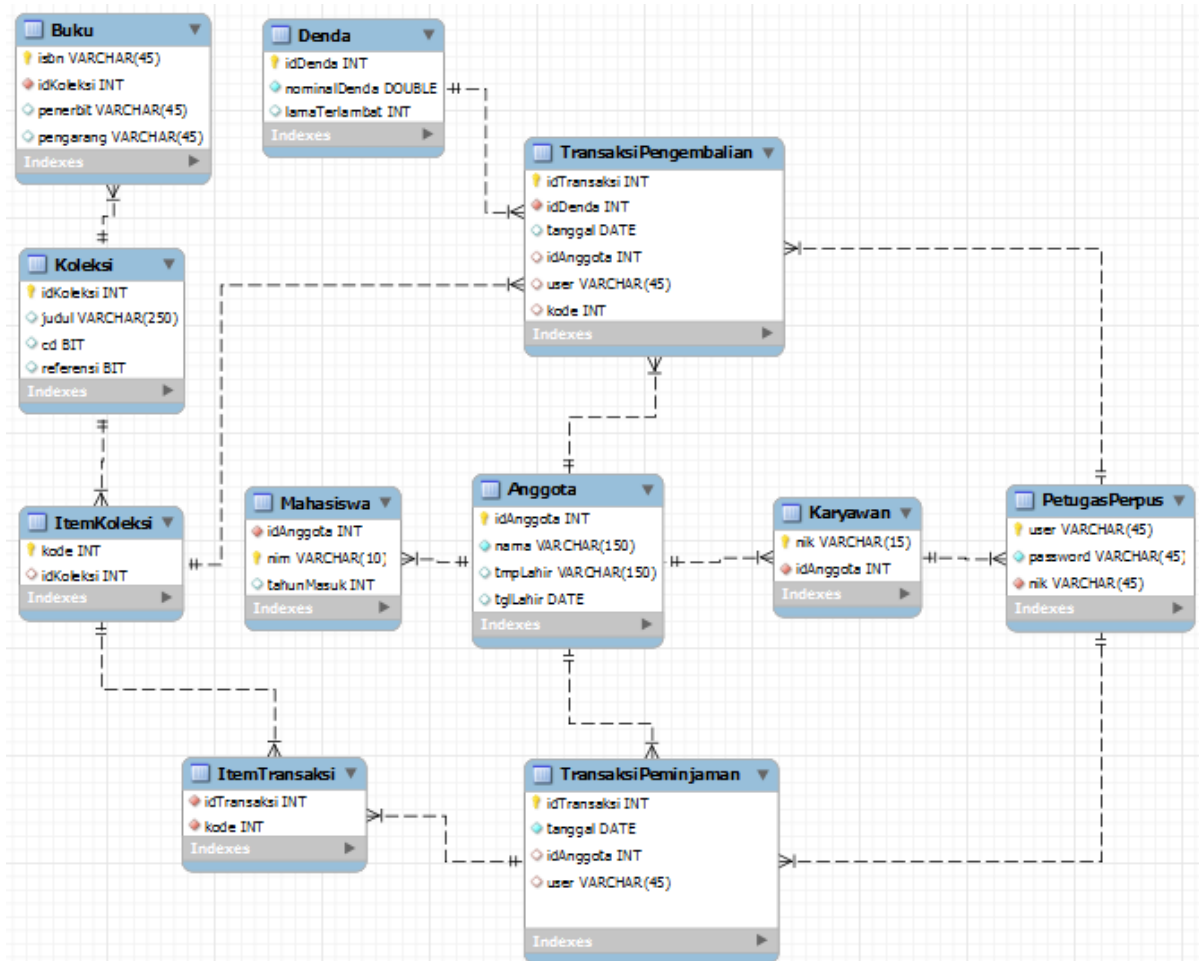 Buku
isbn VARCHAR(45)
idKoleksi INT
penerbit VARCHAR(45)
pengarang VARCHAR(45)
Indexes
Denda
idDenda INT
nominalDenda DOUBLE
lamaTerlambat INT
Indexes
TransaksiPengembalian
idTransaksi INT
idDenda INT
tanggal DATE
idAnggota INT
user VARCHAR(45)
kode INT
Indexes
Koleksi
idKoleksi INT
judul VARCHAR(250)
cd BIT
referensi BIT
Indexes
ItemKoleksi
kode INT
idKoleksi INT
Indexes
Mahasiswa
idAnggota INT
nim VARCHAR(10)
tahunMasuk INT
Indexes
Anggota
idAnggota INT
nama VARCHAR(150)
tmpLahir VARCHAR(150)
tglLahir DATE
Indexes
Karyawan
nik VARCHAR(15)
idAnggota INT
Indexes
PetugasPerpus
user VARCHAR(45)
password VARCHAR(45)
nik VARCHAR(45)
Indexes
ItemTransaksi
idTransaksi INT
kode INT
Indexes
TransaksiPeminjaman
idTransaksi INT
tanggal DATE
idAnggota INT
user VARCHAR(45)
Indexes